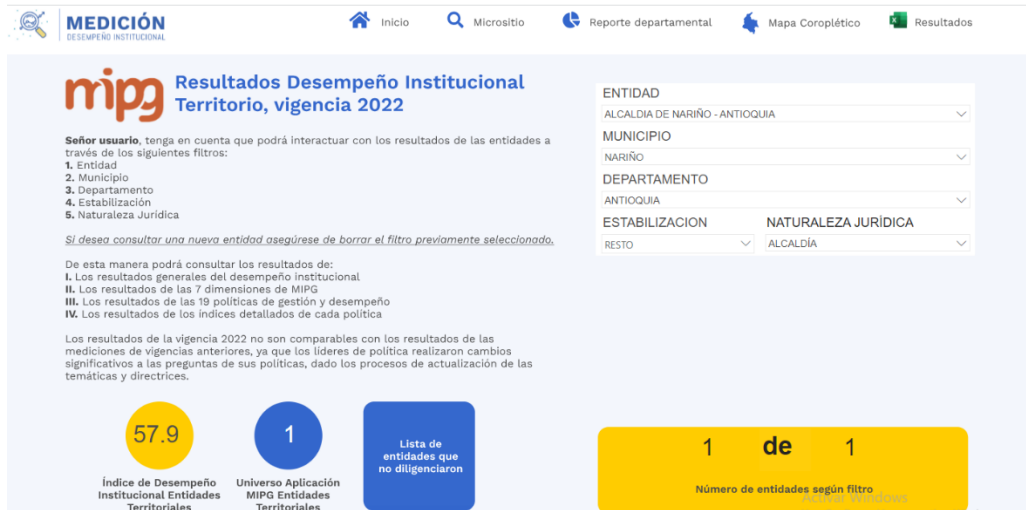 MEDICIÓN
DESEMPEÑO INSTITUCIONAL
Inicio
Micrositio
Reporte departamental
Mapa Coroplético
Resultados
mipg
Resultados Desempeño Institucional
Territorio, vigencia 2022
Señor usuario, tenga en cuenta que podrá interactuar con los resultados de las entidades a
través de los siguientes filtros:
1. Entidad
2. Municipio
3. Departamento
4. Estabilización
5. Naturaleza Jurídica
Si desea consultar una nueva entidad asegúrese de borrar el filtro previamente seleccionado.
De esta manera podrá consultar los resultados de:
I. Los resultados generales del desempeño institucional
II. Los resultados de las 7 dimensiones de MIPG
III. Los resultados de las 19 políticas de gestión y desempeño
IV. Los resultados de los índices detallados de cada política
Los resultados de la vigencia 2022 no son comparables con los resultados de las
mediciones de vigencias anteriores, ya que los líderes de política realizaron cambios
significativos a las preguntas de sus políticas, dado los procesos de actualización de las
temáticas y directrices.
ENTIDAD
ALCALDIA DE NARIÑO - ANTIOQUIA
MUNICIPIO
NARIÑO
DEPARTAMENTO
ANTIOQUIA
ESTABILIZACION
RESTO
NATURALEZA JURÍDICA
ALCALDÍA
57.9
Índice de Desempeño
Institucional Entidades
Territoriales
1
Universo Aplicación
MIPG Entidades
Territoriales
Lista de
entidades que
no diligenciaron
1 de 1
Número de entidades según filtro
Activar Windows